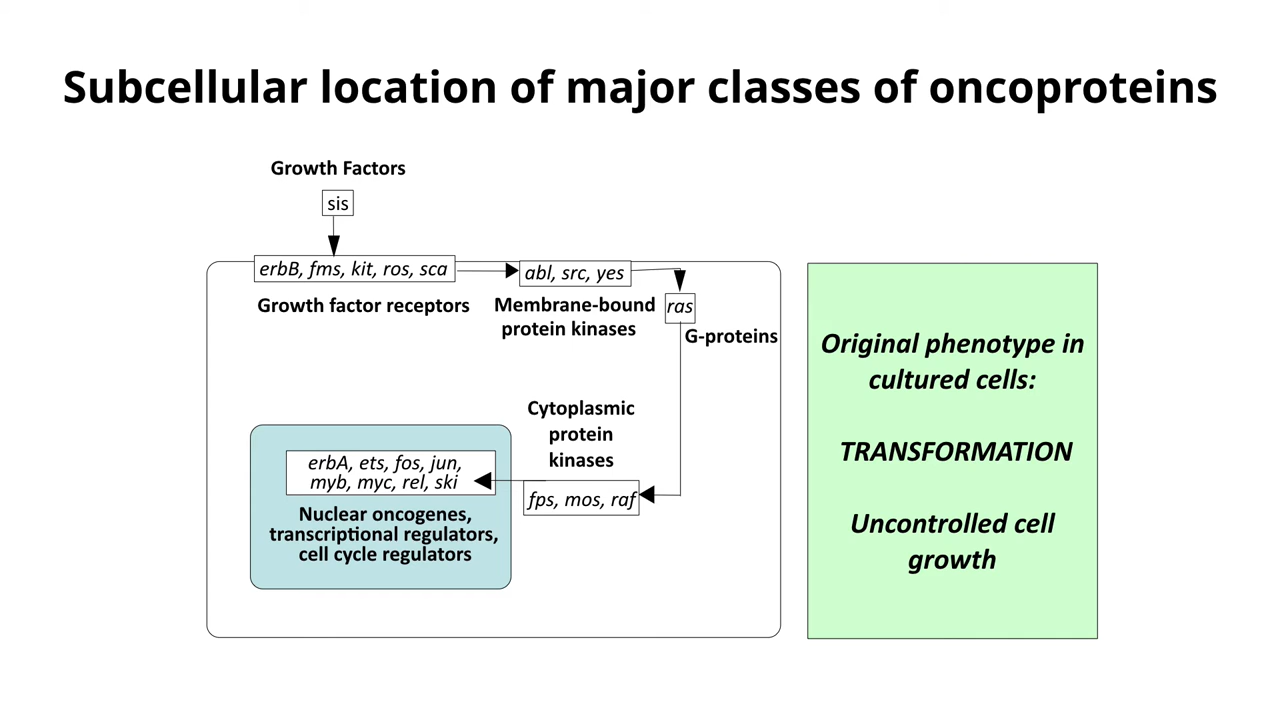 Subcellular location of major classes of oncoproteins
Growth Factors
sis
erbB, fms, kit, ros, sca
Growth factor receptors
abl, src, yes
Membrane-bound
protein kinases
ras
G-proteins
Cytoplasmic
protein
kinases
fps, mos, raf
erbA, ets, fos, jun,
myb, myc, rel, ski
Nuclear oncogenes,
transcriptional regulators,
cell cycle regulators
Original phenotype in
cultured cells:
TRANSFORMATION
Uncontrolled cell
growth